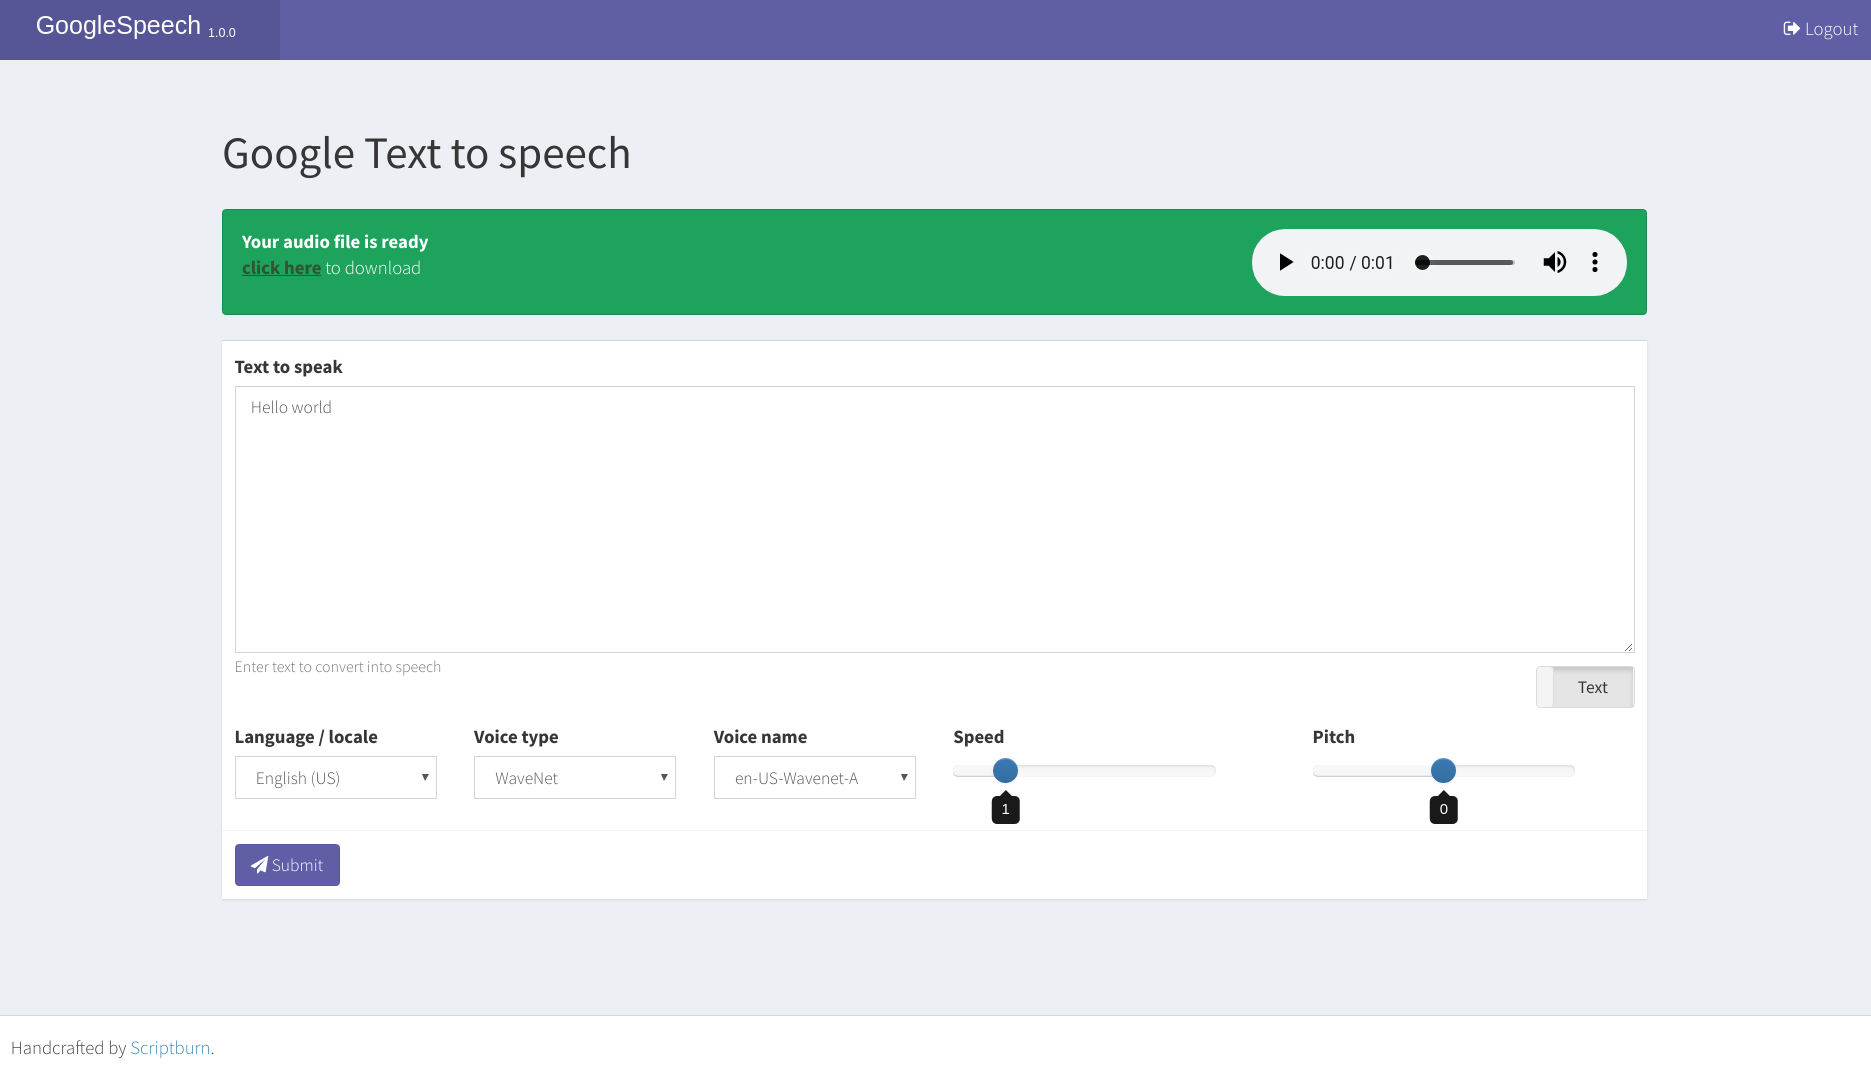 GoogleSpeech 1.0.0
Logout
Google Text to speech
Your audio file is ready
click here to download
0:00 / 0:01
Text to speak
Hello world
Enter text to convert into speech
Text
Language / locale
Voice type
Voice name
Speed
Pitch
English (US)
WaveNet
en-US-Wavenet-A
1
0
Submit
Handcrafted by Scriptburn.